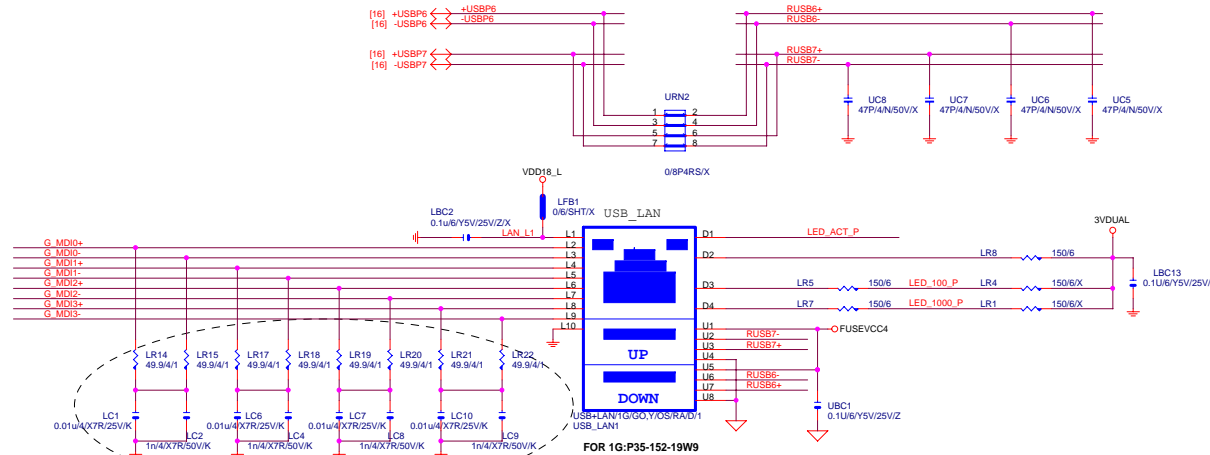 [16] +USBP6 +USBP6 RUSB6+
[16] -USBP6 -USBP6 RUSB6-
[16] +USBP7 RUSB7+
[16] -USBP7 RUSB7-
URN2
UC8 UC7 UC6 UC5
47P/4/N/50V/X 47P/4/N/50V/X 47P/4/N/50V/X 47P/4/N/50V/X
1 2
3 4
5 6
7 8
0/8P4RS/X
VDD18_L
LFB1
0/6/SHT/X
USB_LAN
LBC2
0.1u/6/Y5V/25V/Z/X
LAN_L1
3VDUAL
L1 D1 LED_ACT_P
G_MDI0+ L2
G_MDI0- L3 D2 LR8 150/6
G_MDI1+ L4
G_MDI1- L5
LBC13
0.1U/6/Y5V/25V/
G_MDI2+ L6 D3 LR5 150/6 LED_100_P LR4 150/6/X
G_MDI2- L7
G_MDI3+ L8 D4 LR7 150/6 LED_1000_P LR1 150/6/X
G_MDI3- L9
L10 U1 FUSEVCC4
U2 RUSB7-
U3 RUSB7+
UP U4
U5
U6 RUSB6-
U7 RUSB6+
DOWN U8
LR14 LR15 LR17 LR18 LR19 LR20 LR21 LR22
49.9/4/1 49.9/4/1 49.9/4/1 49.9/4/1 49.9/4/1 49.9/4/1 49.9/4/1 49.9/4/1
UBC1
0.1U/6/Y5V/25V/Z
LC1 LC6 LC7 LC10
0.01u/4/X7R/25V/K 0.01u/4/X7R/25V/K 0.01u/4/X7R/25V/K 0.01u/4/X7R/25V/K
USB+LAN/1G/GO,Y/OS/RA/D/1
USB_LAN1
LC2 LC4 LC8 LC9
1n/4/X7R/50V/K 1n/4/X7R/50V/K 1n/4/X7R/50V/K 1n/4/X7R/50V/K
FOR 1G:P35-152-19W9